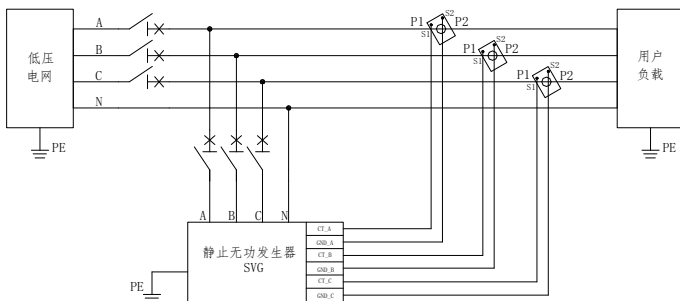 A
B
C
N
低压
电网
PE
P1
S1
S2
P2
P1
S1
S2
P2
P1
S1
S2
P2
用户
负载
PE
A
B
C
N
静止无功发生器
SVG
PE
CT_A
GND_A
CT_B
GND_B
CT_C
GND_C